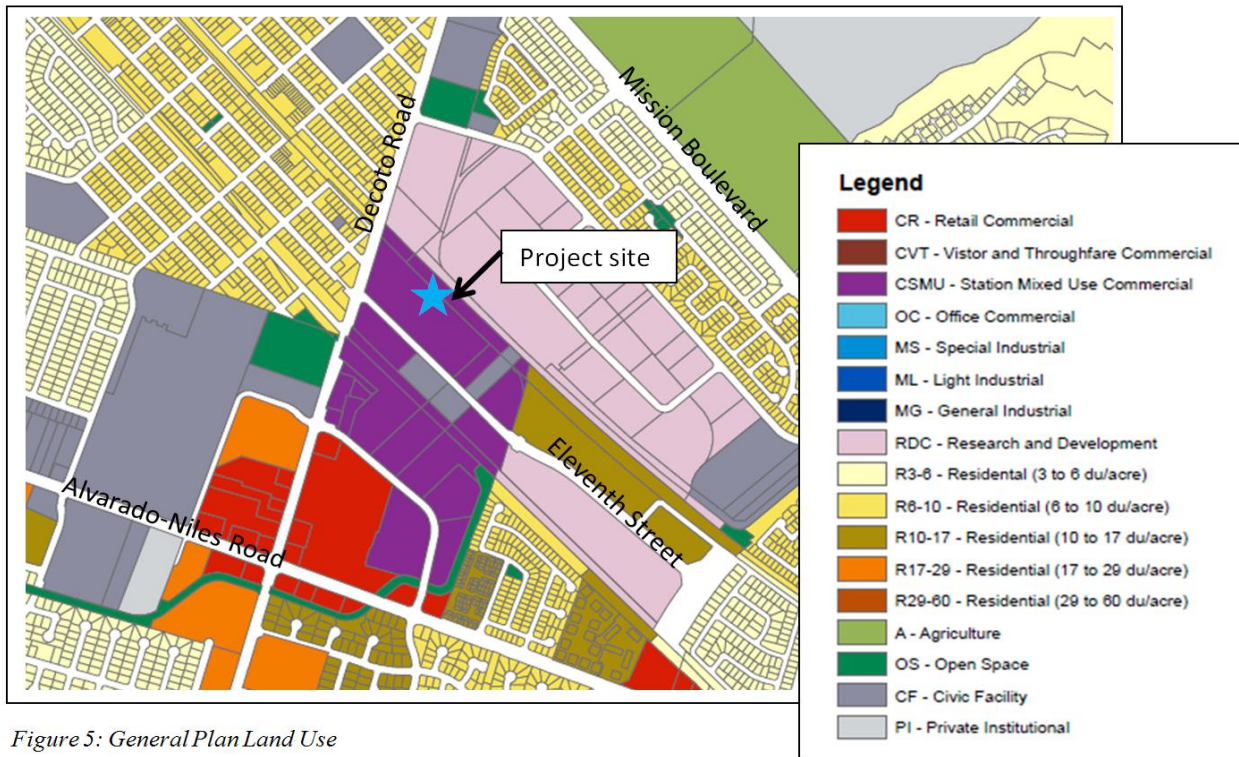 Mission Boulevard
Decoto Road
Project site
Eleventh Street
Alvarado-Niles Road
Legend
CR - Retail Commercial
CVT - Vistor and Throughfare Commercial
CSMU - Station Mixed Use Commercial
OC - Office Commercial
MS - Special Industrial
ML - Light Industrial
MG - General Industrial
RDC - Research and Development
R3-6 - Residental (3 to 6 du/acre)
R6-10 - Residential (6 to 10 du/acre)
R10-17 - Residential (10 to 17 du/acre)
R17-29 - Residential (17 to 29 du/acre)
R29-60 - Residential (29 to 60 du/acre)
A - Agriculture
OS - Open Space
CF - Civic Facility
PI - Private Institutional
Figure 5: General Plan Land Use